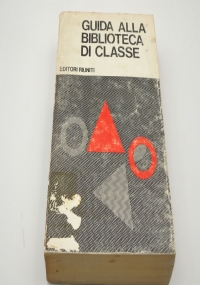 GUIDA ALLA
BIBLIOTECA
DI CLASSE
EDITORI RIUNITI